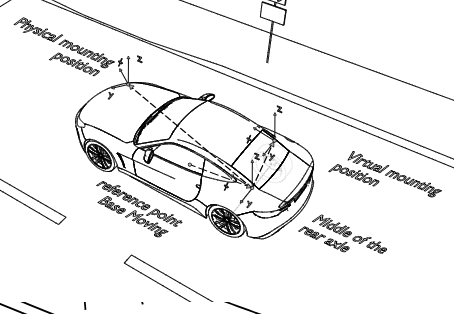 Physical mounting
position
X
Z
Y
Z
X
Y
Z
X
Y
Virtual mounting
position
reference point
Base Moving
Middle of the
rear axle